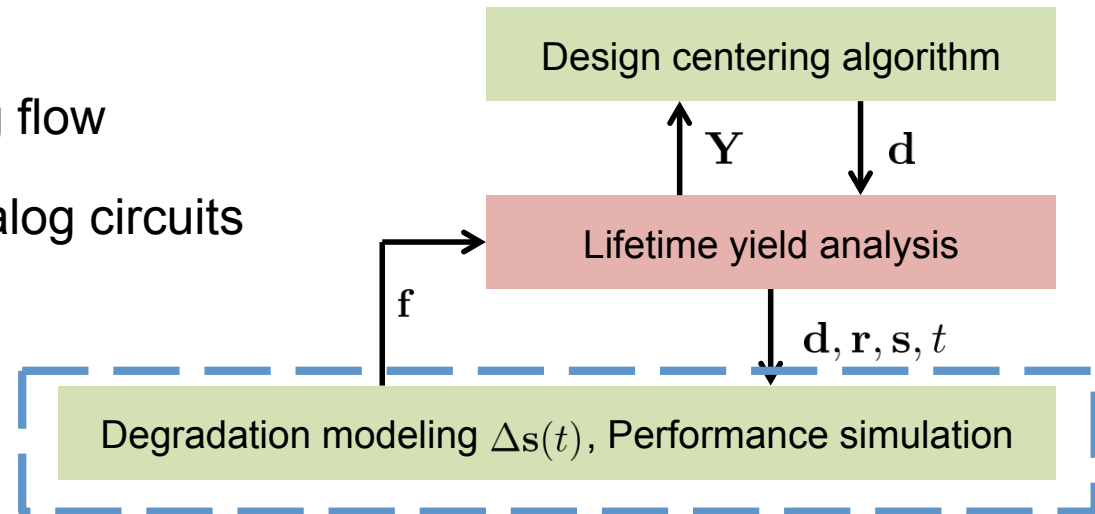 Design centering algorithm
flow
Y
d
alog circuits
Lifetime yield analysis
f
d, r, s, t
Degradation modeling Δs(t), Performance simulation